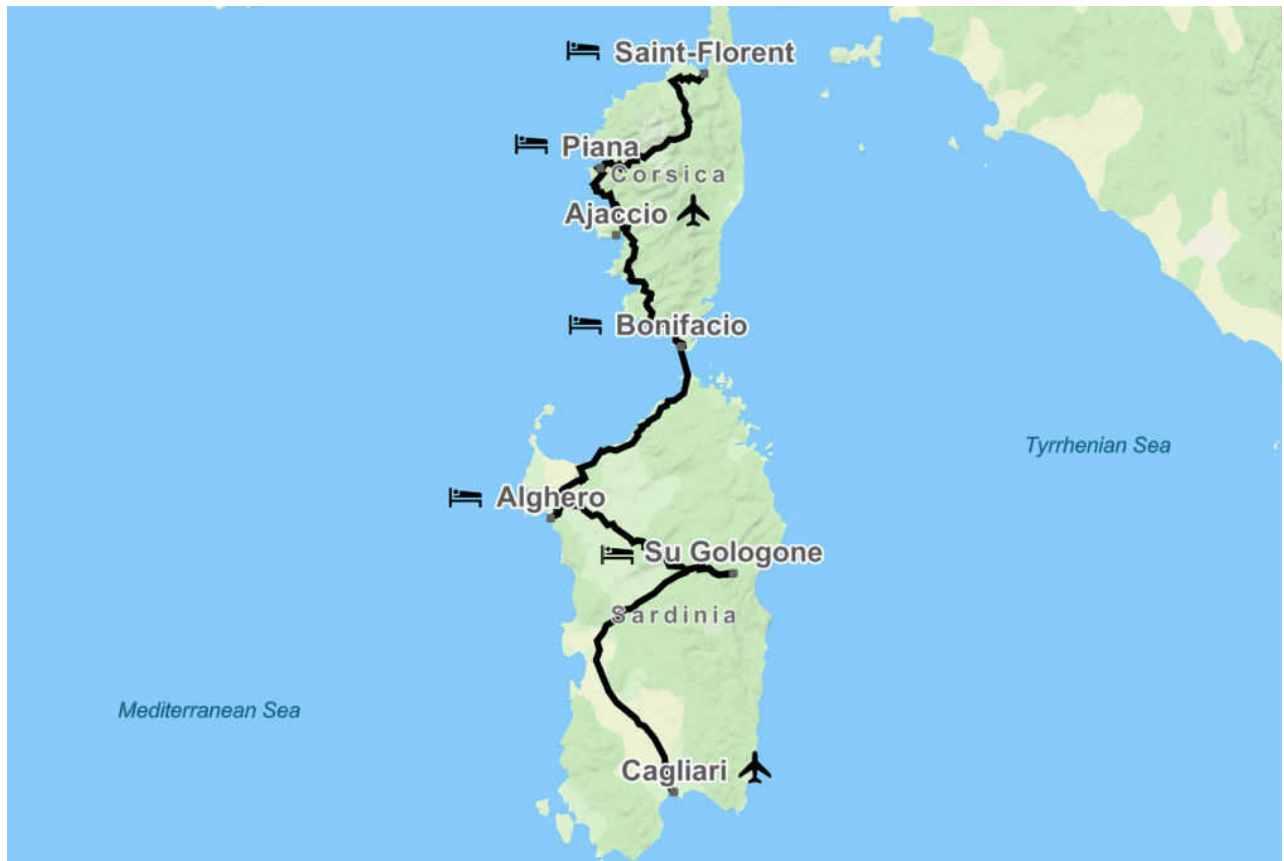 Saint-Florent
Piana
Corsica
Ajaccio
Bonifacio
Tyrrhenian Sea
Alghero
Su Gologone
Sardinia
Mediterranean Sea
Cagliari